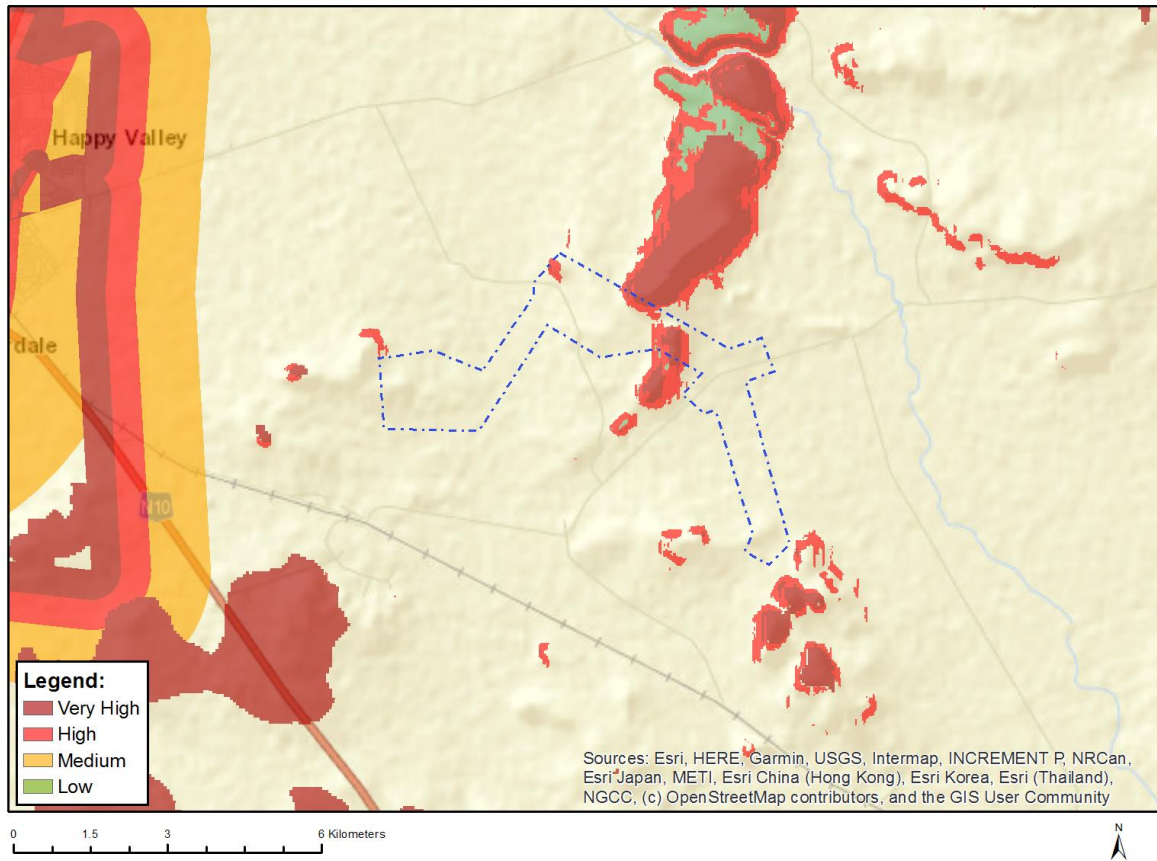 Happy Valley
dale
N10
Legend:
Very High
High
Medium
Low
Sources: Esri, HERE, Garmin, USGS, Intermap, INCREMENT P, NRCan,
Esri Japan, METI, Esri China (Hong Kong), Esri Korea, Esri (Thailand),
NGCC, (c) OpenStreetMap contributors, and the GIS User Community
0 1.5 3 6 Kilometers
N